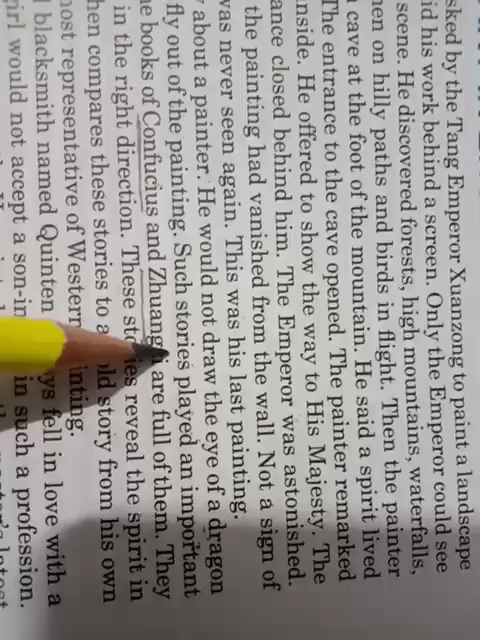 sked by the Tang Emperor Xuanzong to paint a landscape
id his work behind a screen. Only the Emperor could see
scene. He discovered forests, high mountains, waterfalls,
en on hilly paths and birds in flight. Then the painter
cave at the foot of the mountain. He said a spirit lived
The entrance to the cave opened. The painter remarked
nside. He offered to show the way to His Majesty. The
ance closed behind him. The Emperor was astonished.
the painting had vanished from the wall. Not a sign of
was never seen again. This was his last painting.
about a painter. He would not draw the eye of a dragon
fly out of the painting. Such stories played an important
e books of Confucius and Zhuangzi are full of them. They
in the right direction. These stories reveal the spirit in
hen compares these stories to a old story from his own
most representative of Western inting.
blacksmith named Quinten ys fell in love with a
girl would not accept a son-in in such a profession.